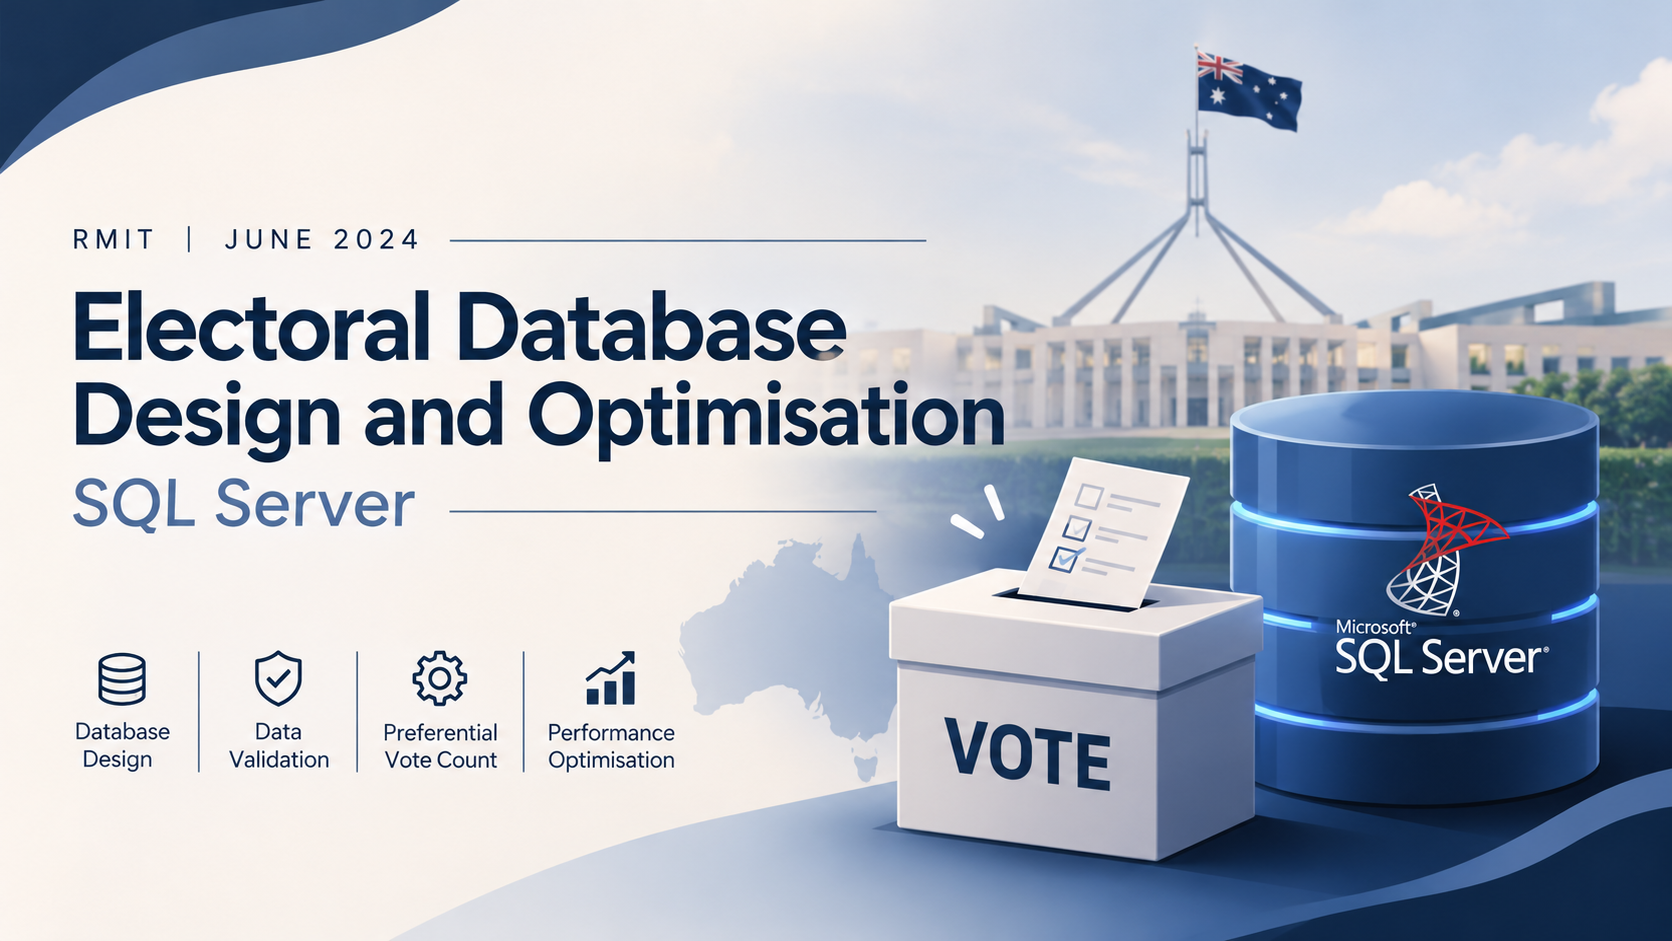 RMIT | JUNE 2024
Electoral Database
Design and Optimisation
SQL Server
Database
Design
Data
Validation
Preferential
Vote Count
Performance
Optimisation
VOTE
Microsoft®
SQL Server®